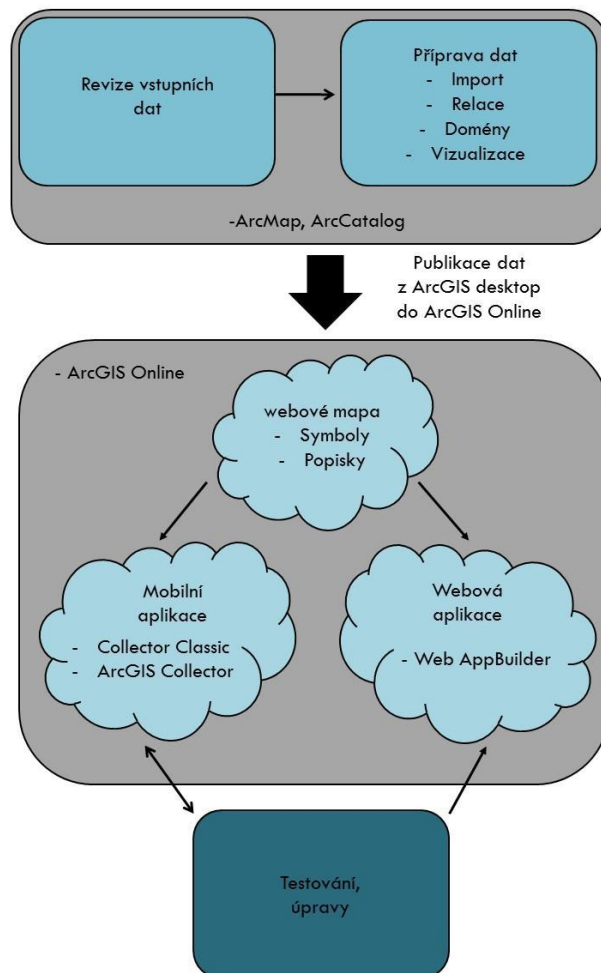 Revize vstupních
dat
Příprava dat
- Import
- Relace
- Domény
- Vizualizace
-ArcMap, ArcCatalog
Publikace dat
z ArcGIS desktop
do ArcGIS Online
- ArcGIS Online
webové mapa
- Symboly
- Popisky
Mobilní
aplikace
- Collector Classic
- ArcGIS Collector
Webová
aplikace
- Web AppBuilder
Testování,
úpravy